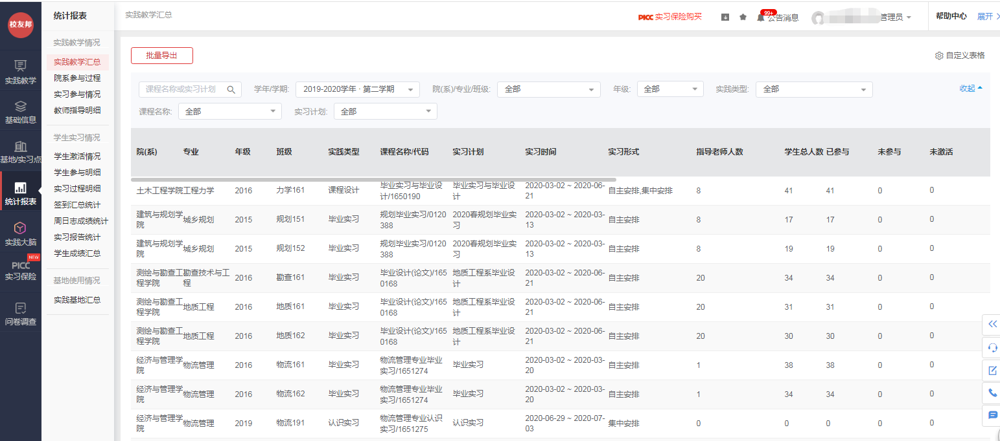 校友邦
实践教学
基础信息
基地/实习点
统计报表
实践大脑
NEW
PICC
实习保险
问卷调查
统计报表
实践教学情况
实践教学汇总
院系参与过程
实习参与情况
教师指导明细
学生实习情况
学生激活情况
学生参与明细
实习过程明细
签到汇总统计
周日志成绩统计
实习报告统计
学生成绩汇总
基地使用情况
实践基地汇总
实践教学汇总
PICC 实习保险购买
99+
公告消息
管理员
帮助中心
展开
批量导出
自定义表格
课程名称或实习计划
学年/学期: 2019-2020学年 · 第二学期
院(系)/专业/班级: 全部
年级: 全部
实践类型: 全部
收起
课程名称: 全部
实习计划: 全部
院(系) 专业 年级 班级 实践类型 课程名称/代码 实习计划 实习时间 实习形式 指导老师人数 学生总人数 已参与 未参与 未激活
土木工程学院 工程力学 2016 力学161 课程设计 毕业实习与毕业设计/1650190 实习与毕业设计 2020-03-02 ~ 2020-06-21 自主安排,集中安排 8 41 41 0 0
建筑与规划学院 城乡规划 2015 规划151 毕业实习 规划毕业实习/0120388 2020春规划毕业实习 2020-03-02 ~ 2020-03-13 自主安排 8 17 17 0 0
建筑与规划学院 城乡规划 2015 规划152 毕业实习 规划毕业实习/0120388 2020春规划毕业实习 2020-03-02 ~ 2020-03-13 自主安排 8 19 19 0 0
测绘与勘查工程学院 勘查技术与工程 2016 勘查161 毕业实习 毕业设计(论文)/1650168 地质工程系毕业设计 2020-03-02 ~ 2020-06-21 自主安排 20 34 34 0 0
测绘与勘查工程学院 地质工程 2016 地质161 毕业实习 毕业设计(论文)/1650168 地质工程系毕业设计 2020-03-02 ~ 2020-06-21 自主安排 20 31 31 0 0
测绘与勘查工程学院 地质工程 2016 地质162 毕业实习 毕业设计(论文)/1650168 地质工程系毕业设计 2020-03-02 ~ 2020-06-21 自主安排 20 30 30 0 0
经济与管理学院 物流管理 2016 物流161 毕业实习 物流管理专业毕业实习/1651274 毕业实习 2020-03-02 ~ 2020-03-20 自主安排 1 38 38 0 0
经济与管理学院 物流管理 2016 物流162 毕业实习 物流管理专业毕业实习/1651274 毕业实习 2020-03-02 ~ 2020-03-20 自主安排 1 34 34 0 0
经济与管理学院 物流管理 2019 物流191 认识实习 物流管理专业认识实习/1651275 认识实习 2020-06-29 ~ 2020-07-03 集中安排 0 0 0 0 0